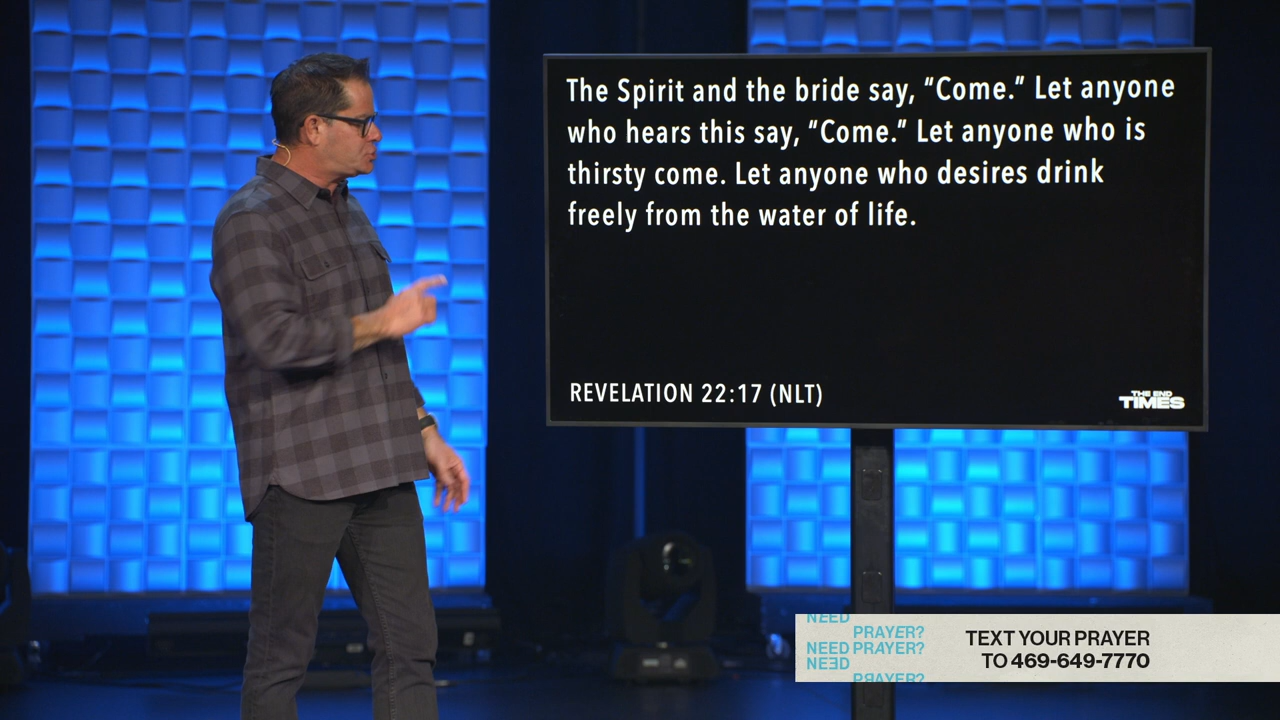 The Spirit and the bride say, “Come.” Let anyone
who hears this say, “Come.” Let anyone who is
thirsty come. Let anyone who desires drink
freely from the water of life.
REVELATION 22:17 (NLT)
THE END
TIMES
NEED
PRAYER?
NEED PRAYER?
NEED
PRAYER?
TEXT YOUR PRAYER
TO 469-649-7770